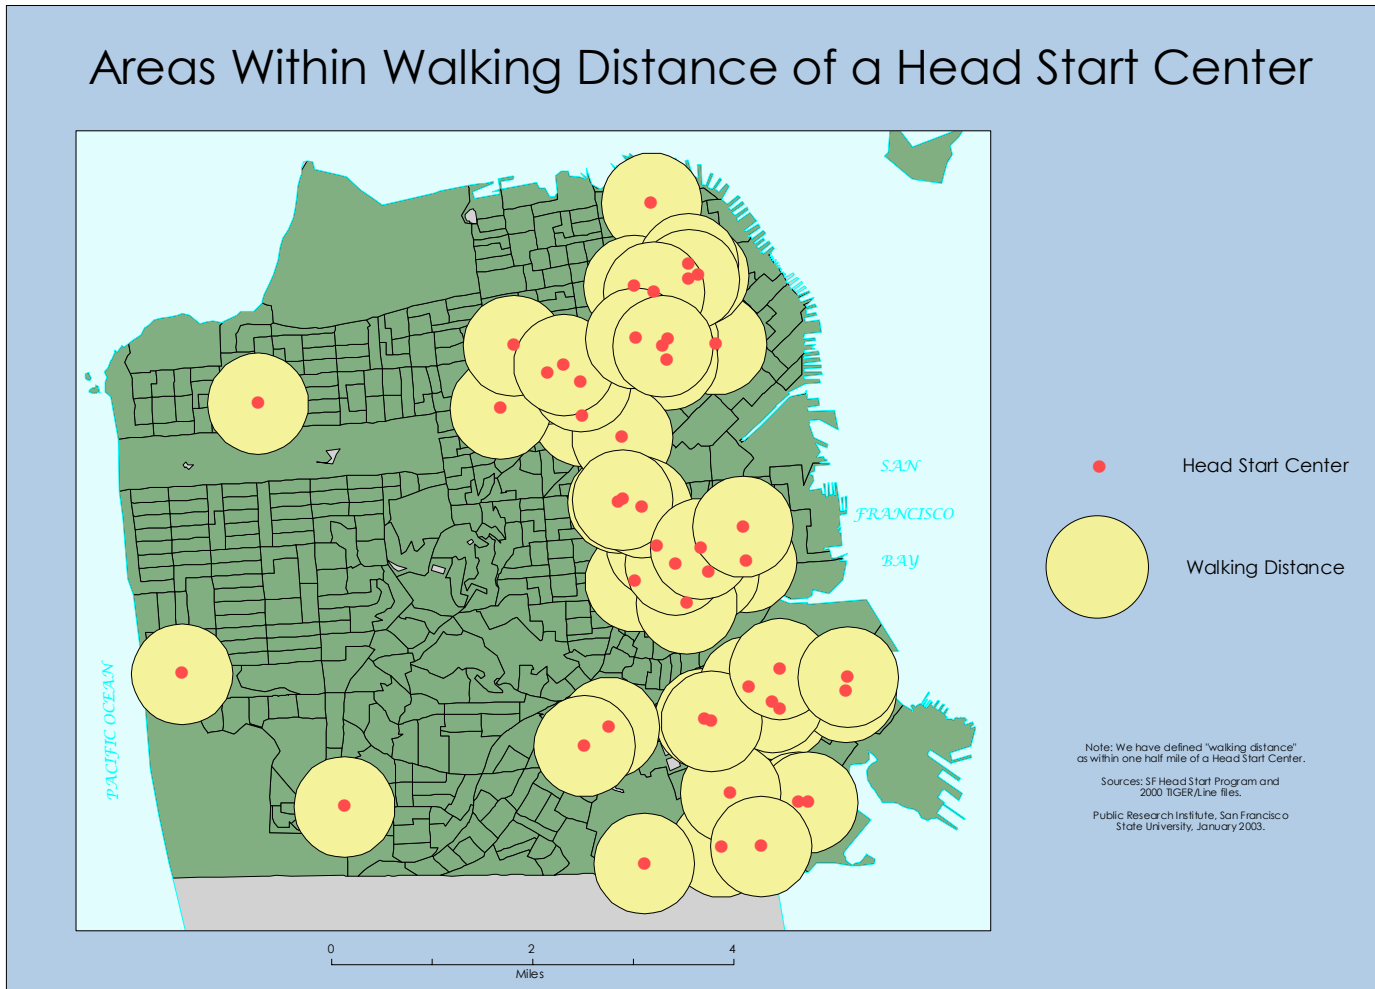 Areas Within Walking Distance of a Head Start Center
SAN
FRANCISCO
BAY
PACIFIC OCEAN
Head Start Center
Walking Distance
Note: We have defined "walking distance"
as within one half mile of a Head Start Center.
Sources: SF Head Start Program and
2000 TIGER/Line files.
Public Research Institute, San Francisco
State University, January 2003.
0 2 4
Miles